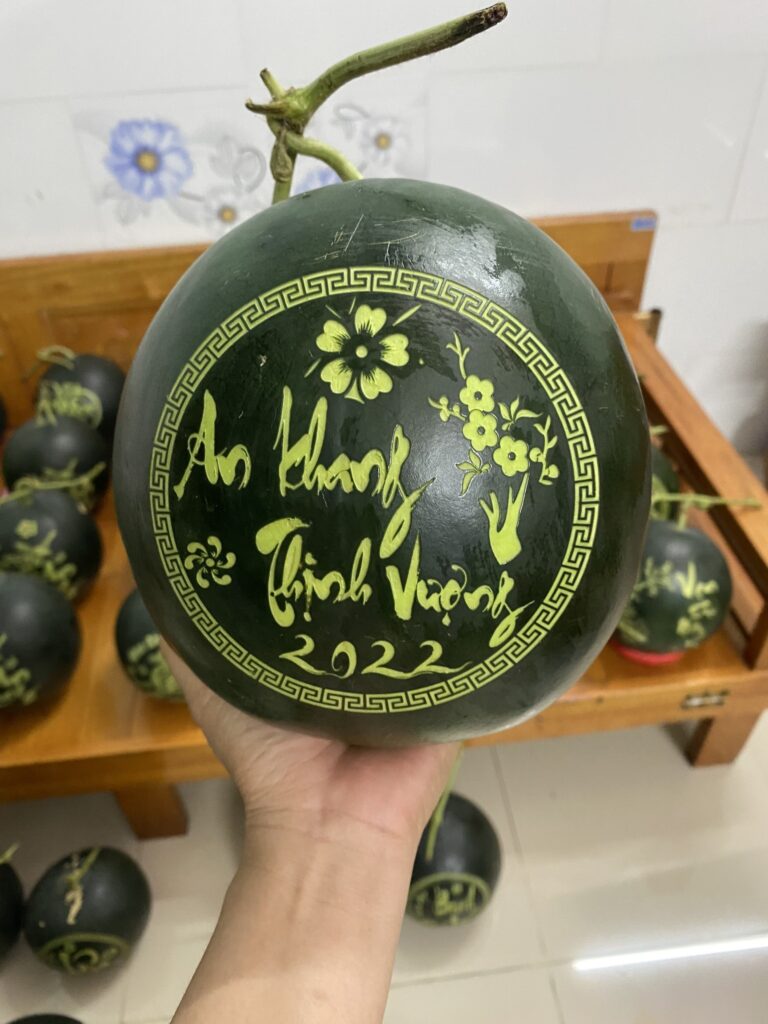 An Khang
Thịnh Vượng
2022